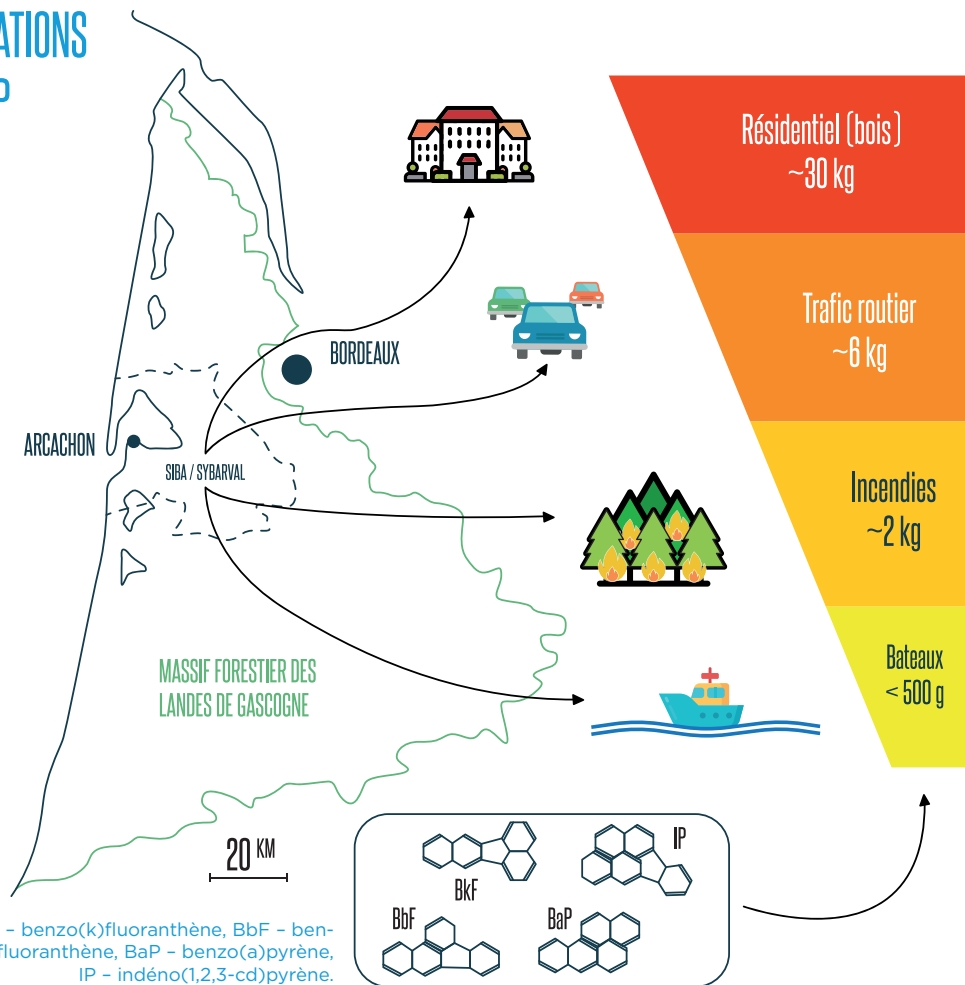 ATIONS
Résidentiel (bois)
~30 kg
Trafic routier
~6 kg
BORDEAUX
ARCACHON
SIBA / SYBARVAL
Incendies
~2 kg
MASSIF FORESTIER DES
LANDES DE GASCOGNE
Bateaux
< 500 g
20 KM
BkF
IP
BbF
BaP
– benzo(k)fluoranthène, BbF – ben-
fluoranthène, BaP – benzo(a)pyrène,
IP – indéno(1,2,3-cd)pyrène.